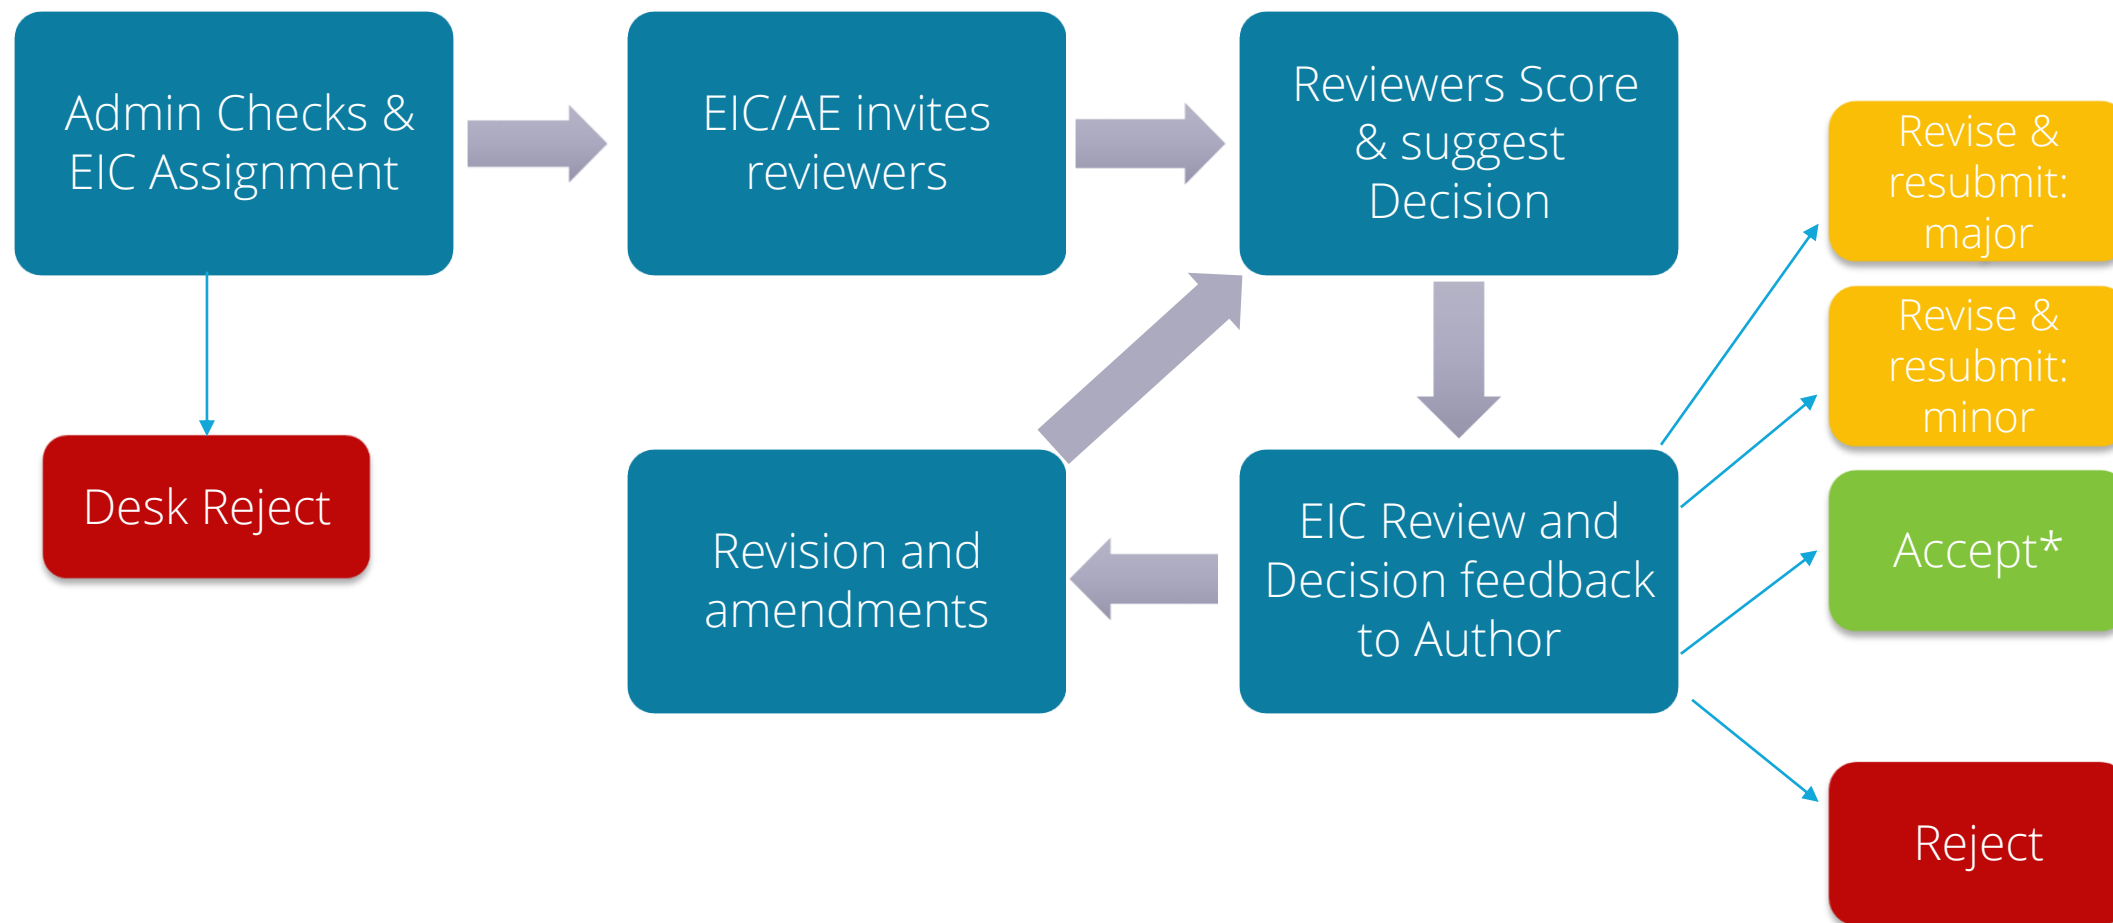 Admin Checks &
EIC Assignment
EIC/AE invites
reviewers
Reviewers Score
& suggest
Decision
Revise &
resubmit:
major
Revise &
resubmit:
minor
Accept*
Reject
Desk Reject
Revision and
amendments
EIC Review and
Decision feedback
to Author